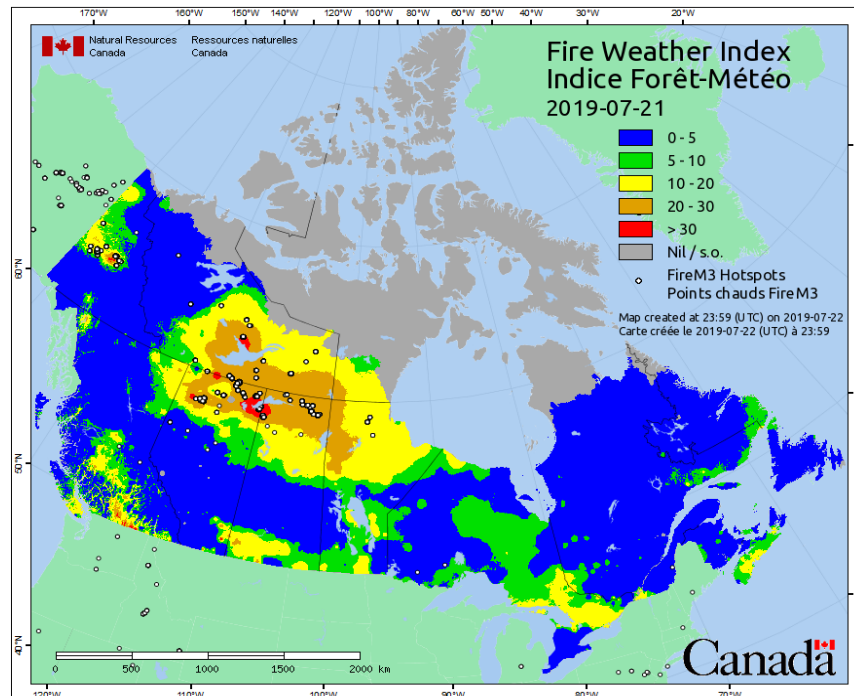 170°W 160°W 150°W 140°W 130°W 120°W 110°W 100°W 90°W 80°W 70°W 60°W 50°W 40°W 20°W
Natural Resources Ressources naturelles
Canada Canada
Fire Weather Index
Indice Forêt-Météo
2019-07-21
0 - 5
5 - 10
10 - 20
20 - 30
> 30
Nil / s.o.
FireM3 Hotspots
Points chauds FireM3
Map created at 23:59 (UTC) on 2019-07-22
Carte créée le 2019-07-22 (UTC) à 23:59
60°N
50°N
40°N
0 500 1000 1500 2000 km
Canada
120°W 110°W 100°W 90°W 80°W 70°W